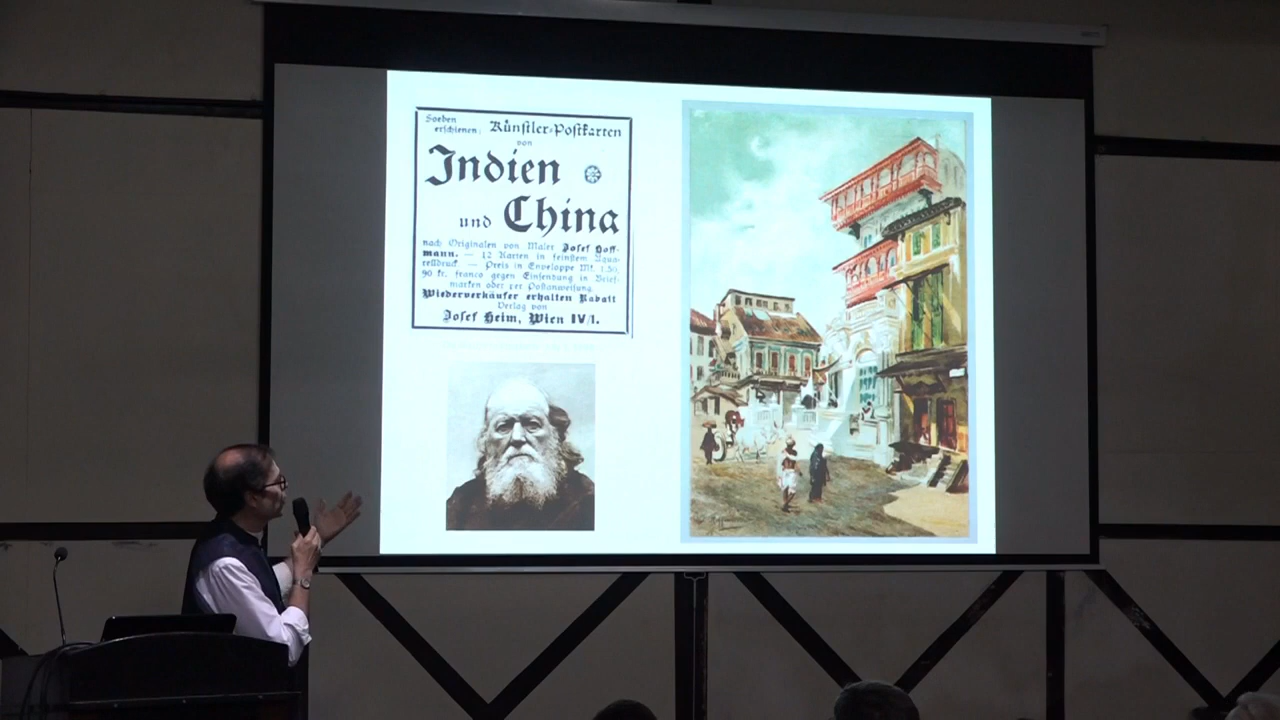 Soeben
erschienen: Künstler-Postkarten
von
Indien
und China
nach Originalen von Maler Josef Hoff-
mann. — 12 Karten in feinstem Aqua-
relldruck — Preis in Enveloppe Mk. 1.50,
90 kr. franco gegen Einsendung in Brief-
marken oder per Postanweisung.
Wiederverkäufer erhalten Rabatt
Verlag von
Josef Heim, Wien IV/1.